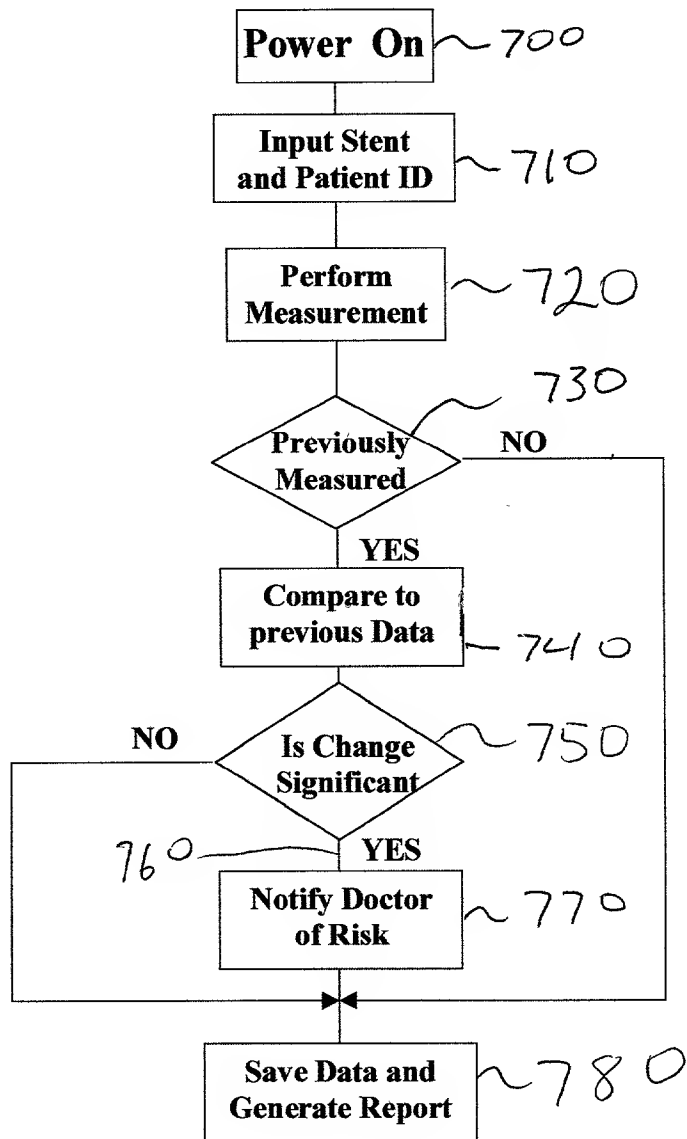 Power On 700
Input Stent
and Patient ID 710
Perform
Measurement 720
730
Previously
Measured
NO
YES
Compare to
previous Data 740
NO
Is Change
Significant 750
760 YES
Notify Doctor
of Risk 770
Save Data and
Generate Report 780